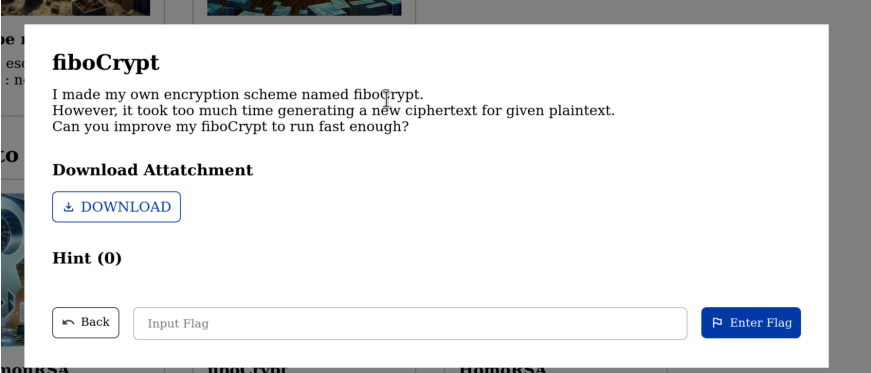 fiboCrypt
I made my own encryption scheme named fiboCrypt.
However, it took too much time generating a new ciphertext for given plaintext.
Can you improve my fiboCrypt to run fast enough?
Download Attatchment
DOWNLOAD
Hint (0)
Back
Input Flag
Enter Flag
HomoRSA